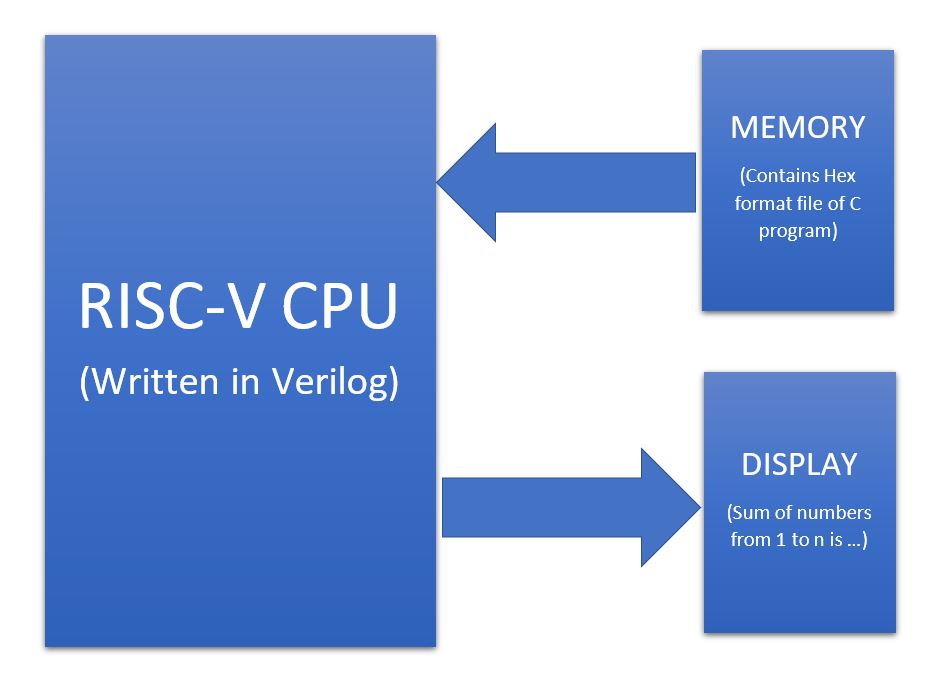 RISC-V CPU
(Written in Verilog)
MEMORY
(Contains Hex
format file of C
program)
DISPLAY
(Sum of numbers
from 1 to n is ...)